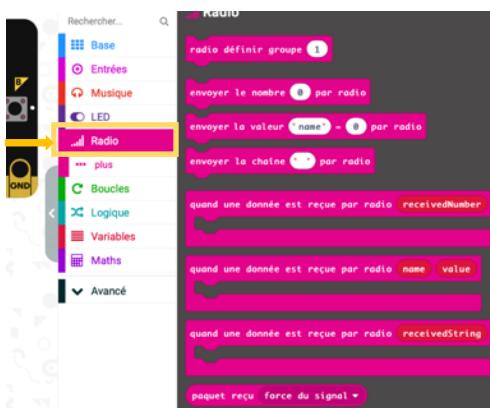 Rechercher...
Base
Entrées
Musique
LED
Radio
plus
Boucles
Logique
Variables
Maths
Avancé
B
GND
Radio
radio définir groupe 1
envoyer le nombre 0 par radio
envoyer la valeur "name" = 0 par radio
envoyer la chaîne " " par radio
quand une donnée est reçue par radio receivedNumber
quand une donnée est reçue par radio name value
quand une donnée est reçue par radio receivedString
paquet reçu force du signal